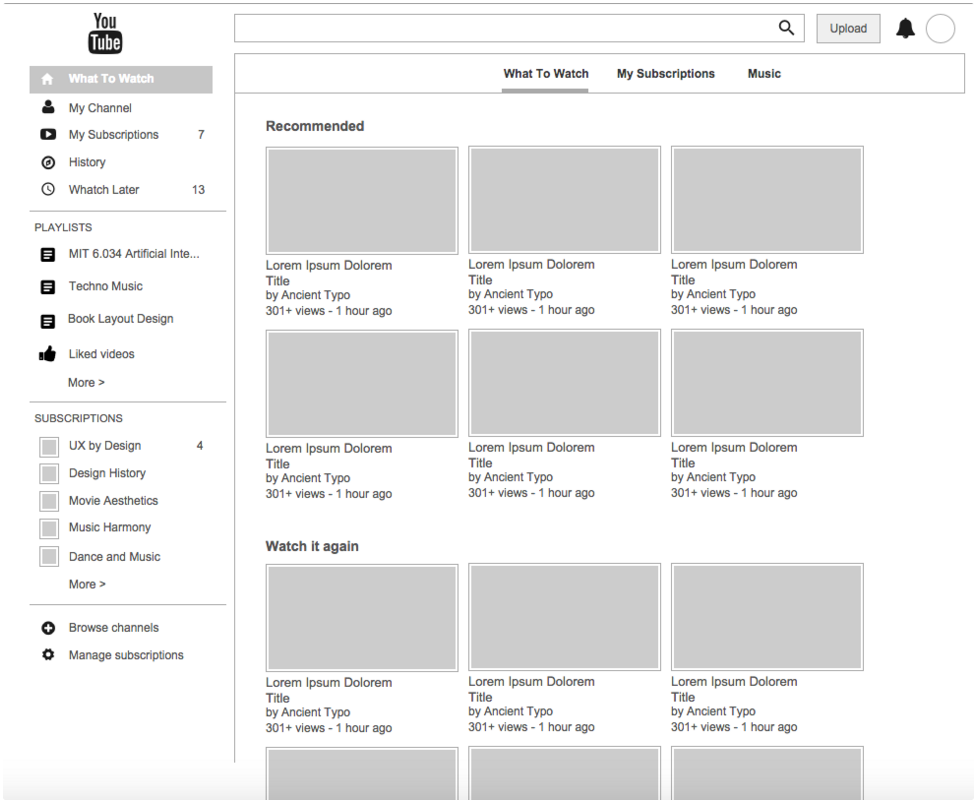 You
Tube
Upload
What To Watch
My Channel
My Subscriptions 7
History
Whatch Later 13
PLAYLISTS
MIT 6.034 Artificial Inte...
Techno Music
Book Layout Design
Liked videos
More >
SUBSCRIPTIONS
UX by Design 4
Design History
Movie Aesthetics
Music Harmony
Dance and Music
More >
Browse channels
Manage subscriptions
What To Watch My Subscriptions Music
Recommended
Lorem Ipsum Dolorem
Title
by Ancient Typo
301+ views - 1 hour ago
Lorem Ipsum Dolorem
Title
by Ancient Typo
301+ views - 1 hour ago
Lorem Ipsum Dolorem
Title
by Ancient Typo
301+ views - 1 hour ago
Lorem Ipsum Dolorem
Title
by Ancient Typo
301+ views - 1 hour ago
Lorem Ipsum Dolorem
Title
by Ancient Typo
301+ views - 1 hour ago
Lorem Ipsum Dolorem
Title
by Ancient Typo
301+ views - 1 hour ago
Watch it again
Lorem Ipsum Dolorem
Title
by Ancient Typo
301+ views - 1 hour ago
Lorem Ipsum Dolorem
Title
by Ancient Typo
301+ views - 1 hour ago
Lorem Ipsum Dolorem
Title
by Ancient Typo
301+ views - 1 hour ago